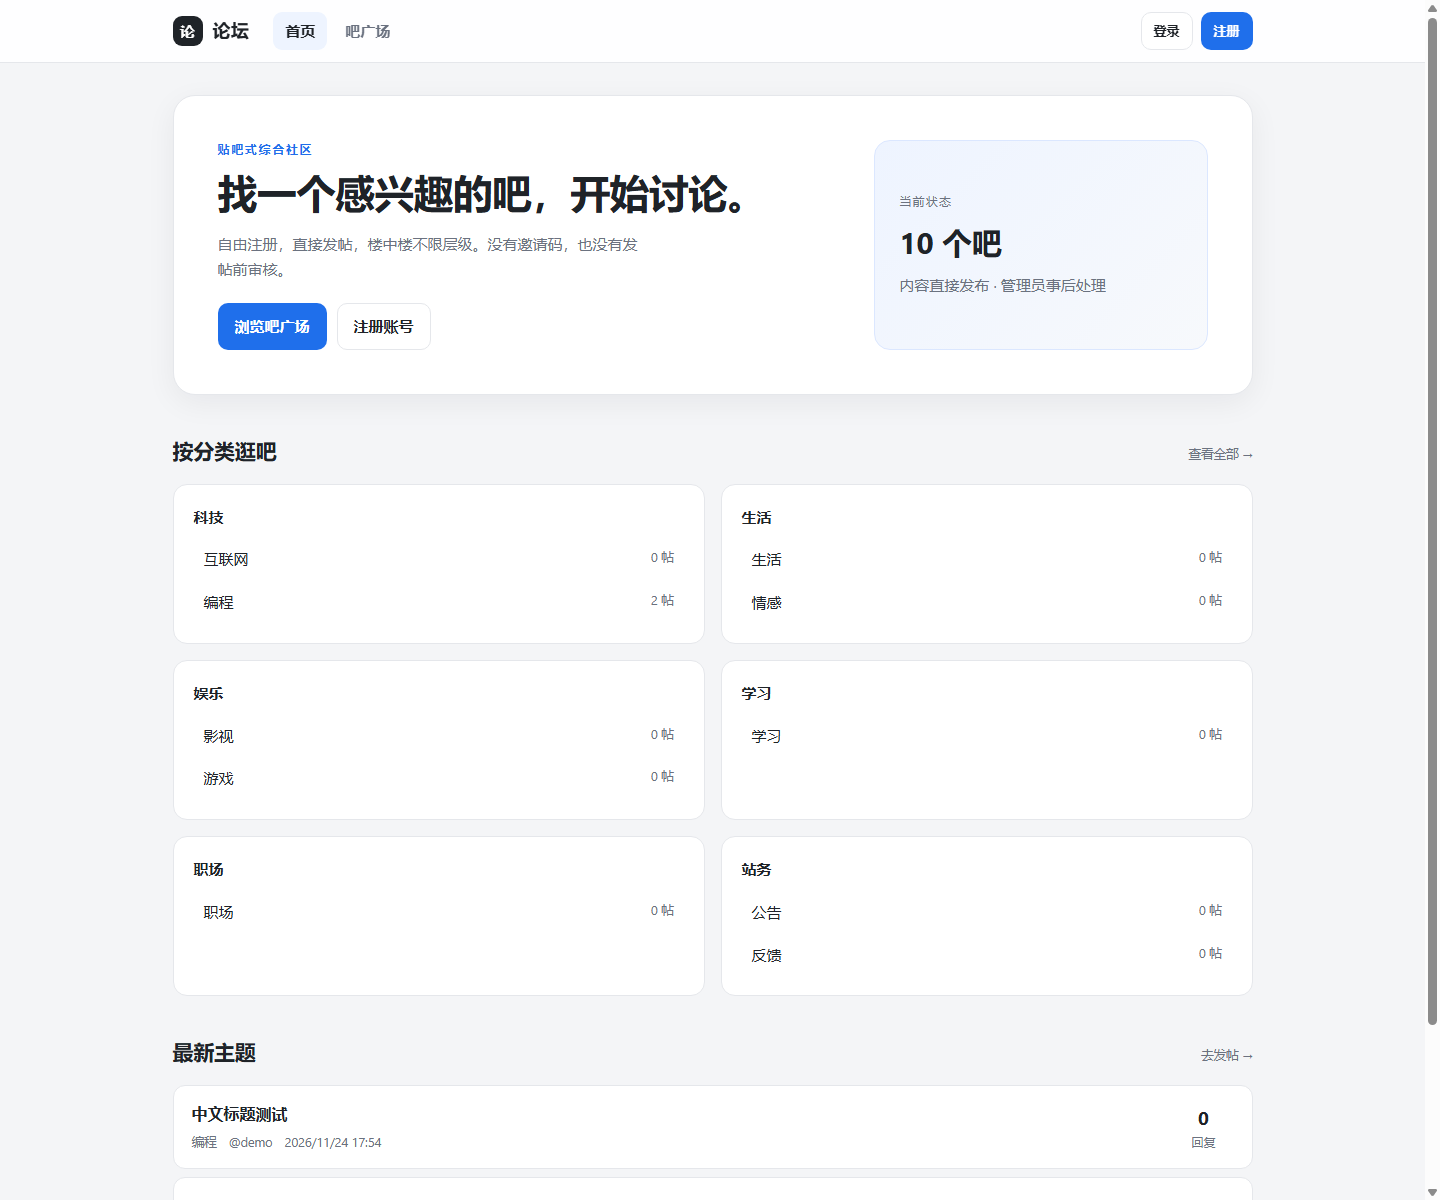 论 论坛 首页 吧广场 登录 注册
贴吧式综合社区
找一个感兴趣的吧，开始讨论。
自由注册，直接发帖，楼中楼不限层级。没有邀请码，也没有发
帖前审核。
浏览吧广场 注册账号
当前状态
10 个吧
内容直接发布 · 管理员事后处理
按分类逛吧 查看全部 →
科技
互联网 0 帖
编程 2 帖
生活
生活 0 帖
情感 0 帖
娱乐
影视 0 帖
游戏 0 帖
学习
学习 0 帖
职场
职场 0 帖
站务
公告 0 帖
反馈 0 帖
最新主题 去发帖 →
中文标题测试
编程 @demo 2026/11/24 17:54
0
回复